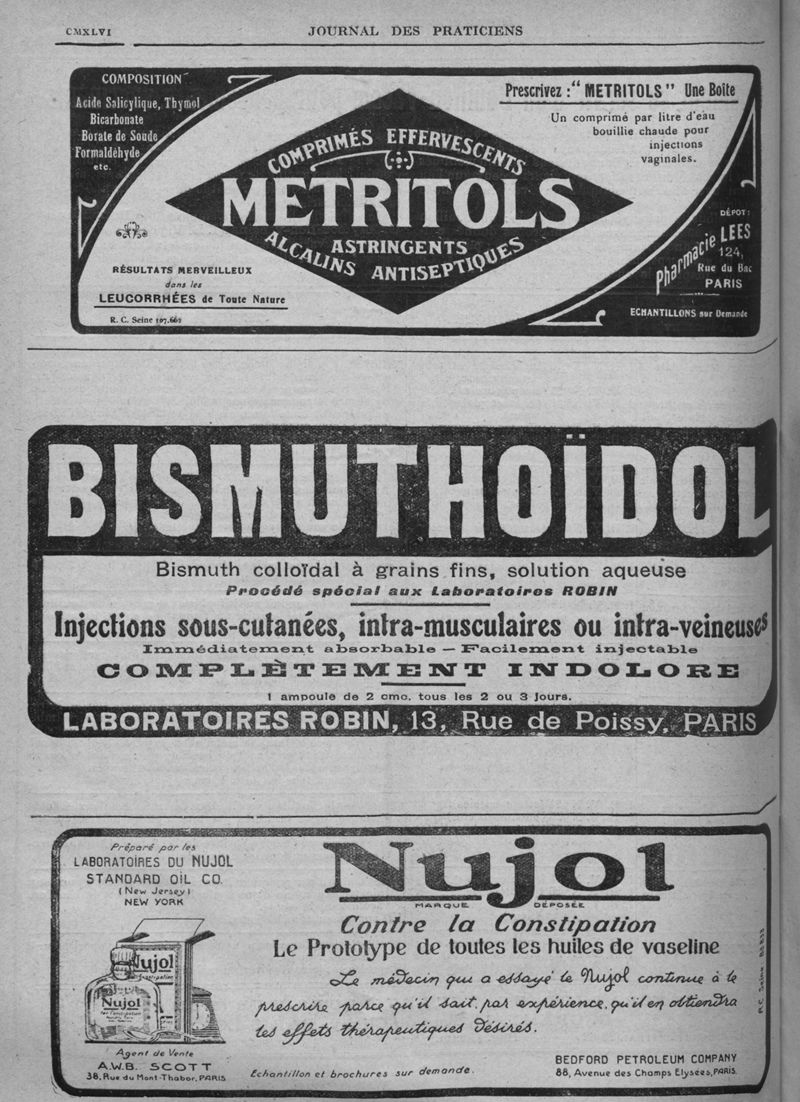 CMXLVI
JOURNAL DES PRATICIENS
COMPOSITION
Acide Salicylique, Thymol
Bicarbonate
Borate de Soude
Formaldéhyde
etc.
Prescrivez : "METRITOLS" Une Boîte
Un comprimé par litre d'eau
bouillie chaude pour
injections
vaginales.
COMPRIMÉS EFFERVESCENTS
METRITOLS
ASTRINGENTS
ALCALINS ANTISEPTIQUES
RÉSULTATS MERVEILLEUX
dans les
LEUCORRHÉES de Toute Nature
R. C. Seine 197.667
DÉPOT :
Pharmacie LEES
124,
Rue du Bac
PARIS
ECHANTILLONS sur Demande
BISMUTHOÏDOL
Bismuth colloïdal à grains fins, solution aqueuse
Procédé spécial aux Laboratoires ROBIN
Injections sous-cutanées, intra-musculaires ou intra-veineuses
Immédiatement absorbable — Facilement injectable
COMPLÈTEMENT INDOLORE
1 ampoule de 2 cmc. tous les 2 ou 3 jours.
LABORATOIRES ROBIN, 13, Rue de Poissy, PARIS
Préparé par les
LABORATOIRES DU NUJOL
STANDARD OIL CO.
(New Jersey)
NEW YORK
Nujol
Nujol
Agent de Vente
A.W.B. SCOTT
38, Rue du Mont-Thabor, PARIS
Nujol
MARQUE DÉPOSÉE
Contre la Constipation
Le Prototype de toutes les huiles de vaseline
Le médecin qui a essayé le Nujol continue à le
prescrire parce qu'il sait, par expérience, qu'il en obtiendra
les effets thérapeutiques désirés.
Echantillon et brochures sur demande.
BEDFORD PETROLEUM COMPANY
88, Avenue des Champs Elysées, PARIS.